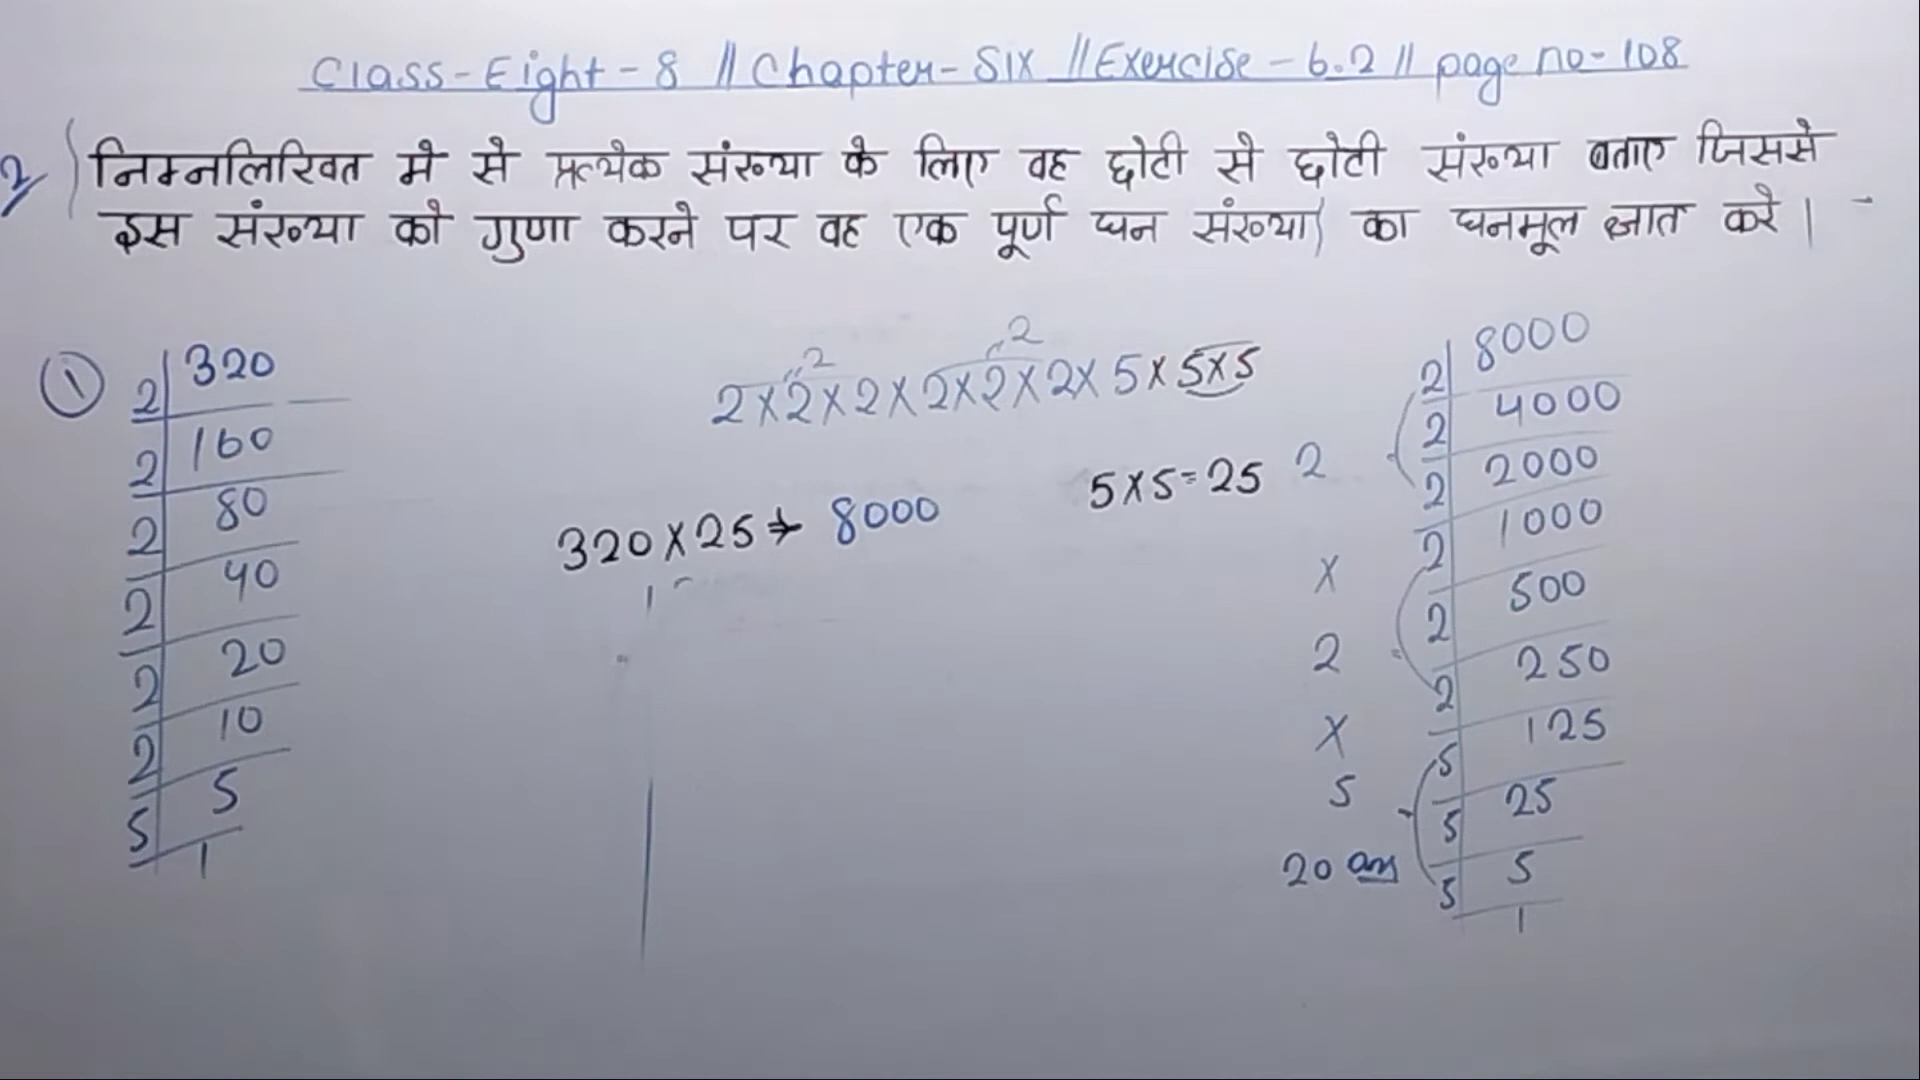 Class-Eight-8 || Chapter-Six || Exercise-6.2 || page no-108
2) निम्नलिखित मे से प्रत्येक संख्या के लिए वह छोटी से छोटी संख्या बताए जिससे
इस संख्या को गुणा करने पर वह एक पूर्ण घन संख्या) का घनमूल ज्ञात करे।
① 2 | 320
2 | 160
2 | 80
2 | 40
2 | 20
2 | 10
5 | 5
1
2 2
2×2×2×2×2×2×5×5×5
5×5=25
320×25→ 8000
2 | 8000
2 | 4000
2 | 2000
2 | 1000
2 | 500
2 | 250
5 | 125
5 | 25
5 | 5
1
2
×
2
×
5
20 ans